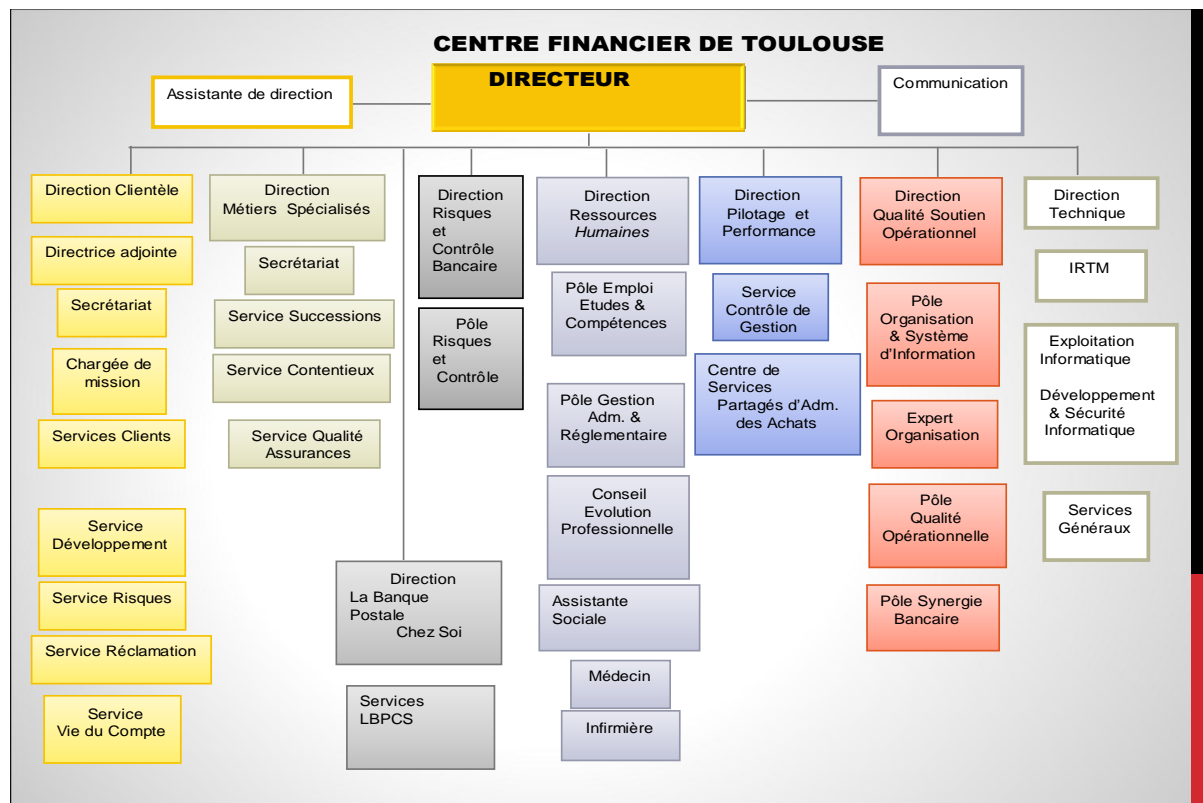 CENTRE FINANCIER DE TOULOUSE
DIRECTEUR
Assistante de direction
Communication
Direction Clientèle
Directrice adjointe
Secrétariat
Chargée de
mission
Services Clients
Service
Développement
Service Risques
Service Réclamation
Service
Vie du Compte
Direction
Métiers Spécialisés
Secrétariat
Service Successions
Service Contentieux
Service Qualité
Assurances
Direction
La Banque
Postale
Chez Soi
Services
LBPCS
Direction
Risques
et
Contrôle
Bancaire
Pôle
Risques
et
Contrôle
Direction
Ressources
Humaines
Pôle Emploi
Etudes &
Compétences
Pôle Gestion
Adm. &
Réglementaire
Conseil
Evolution
Professionnelle
Assistante
Sociale
Médecin
Infirmière
Direction
Pilotage et
Performance
Service
Contrôle de
Gestion
Centre de
Services
Partagés d’Adm.
des Achats
Direction
Qualité Soutien
Opérationnel
Pôle
Organisation
& Système
d’Information
Expert
Organisation
Pôle
Qualité
Opérationnelle
Pôle Synergie
Bancaire
Direction
Technique
IRTM
Exploitation
Informatique
Développement
& Sécurité
Informatique
Services
Généraux